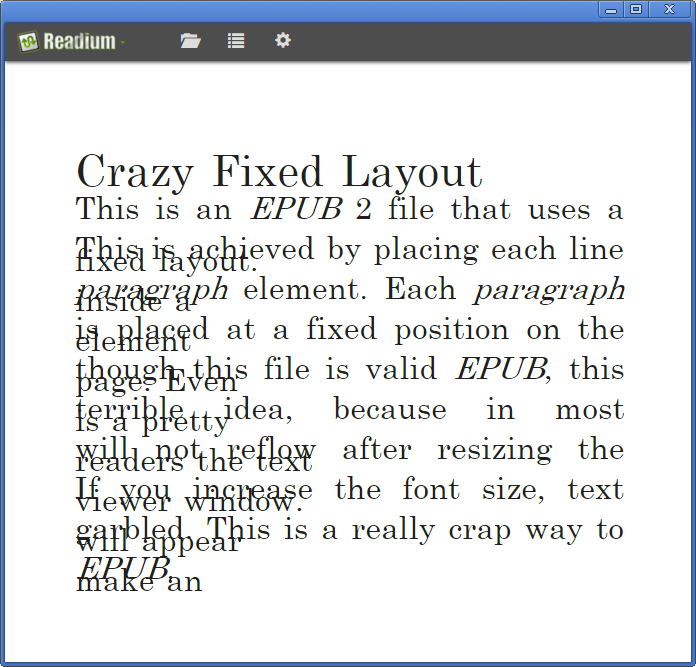 Readium
Crazy Fixed Layout
This is an EPUB 2 file that uses a
fixed layout.
This is achieved by placing each line
inside a
paragraph element. Each paragraph
element
is placed at a fixed position on the
page. Even
though this file is valid EPUB, this
is a pretty
terrible idea, because in most
readers the text
will not reflow after resizing the
viewer window.
If you increase the font size, text
will appear
garbled. This is a really crap way to
make an
EPUB.